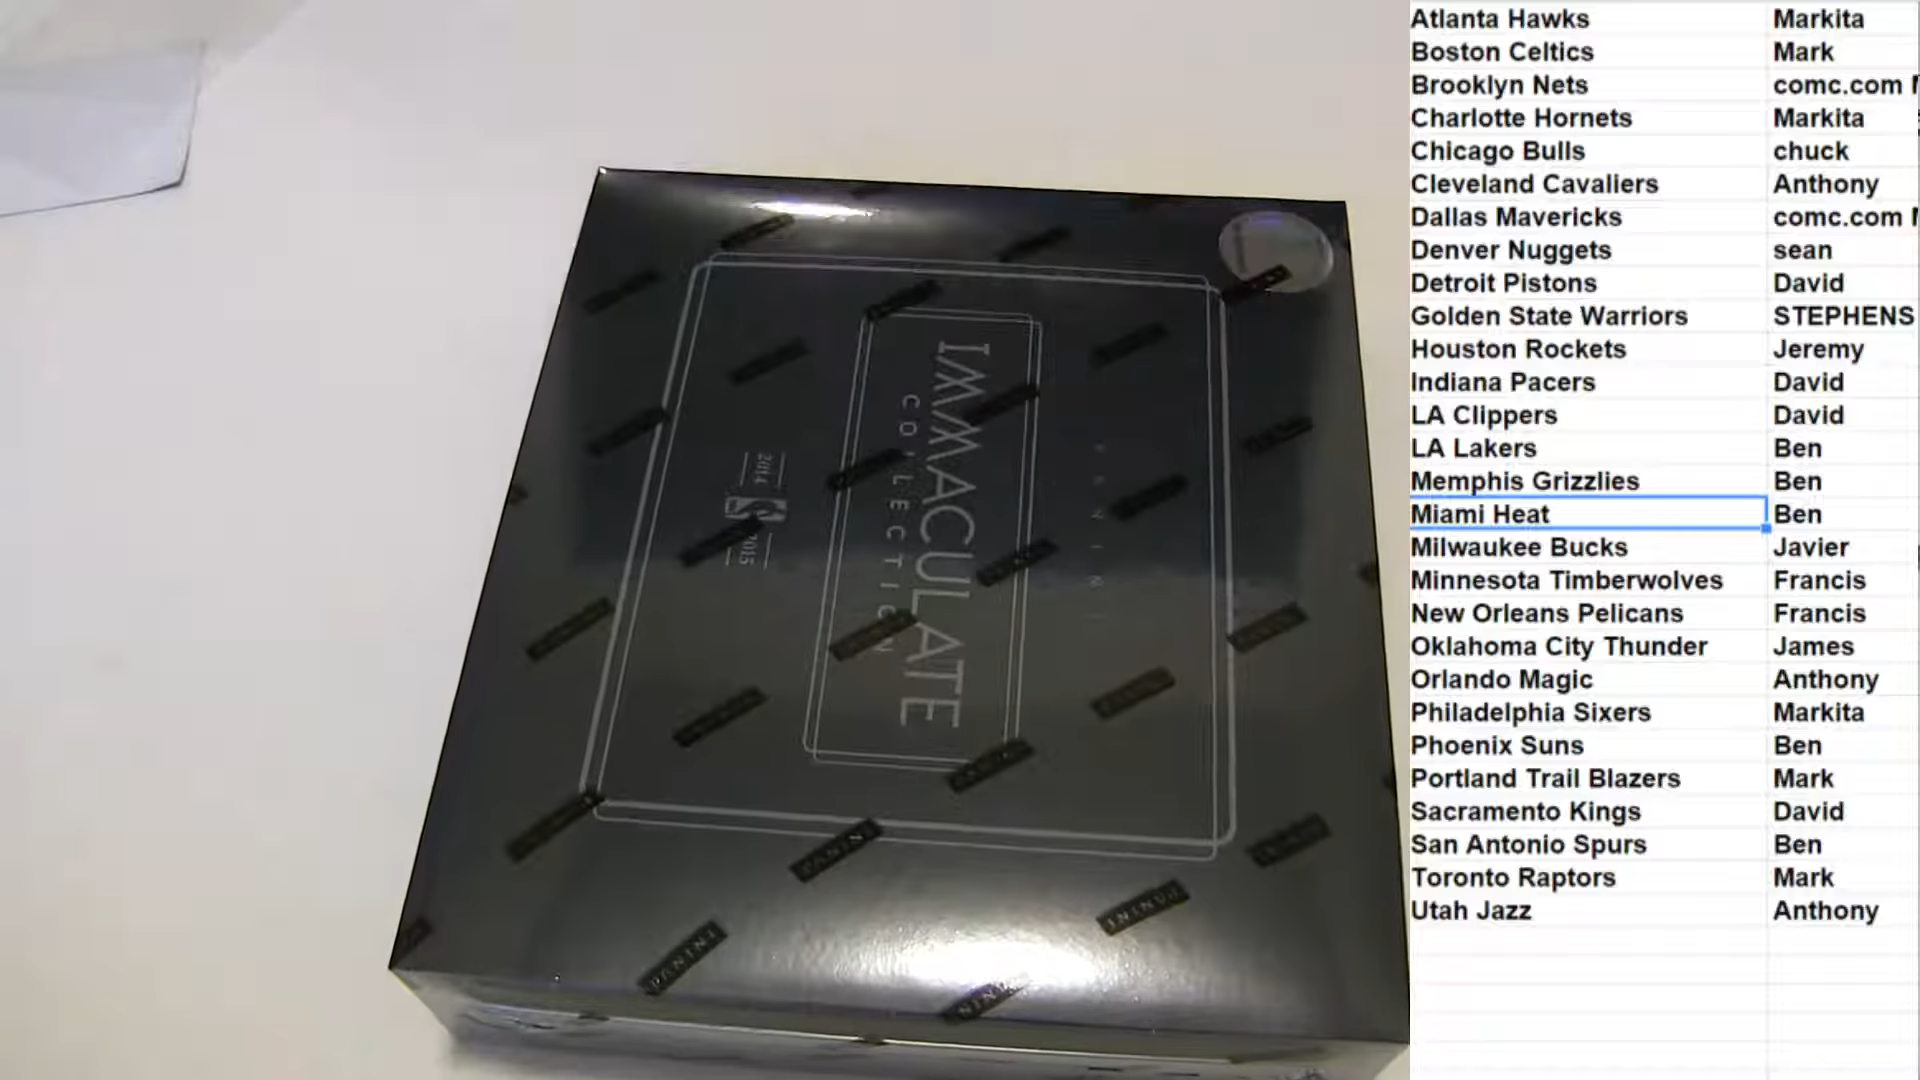 IMMACULATE
COLLECTION
PANINI
2014
2015
PANINI
PANINI
PANINI
Atlanta Hawks Markita
Boston Celtics Mark
Brooklyn Nets comc.com
Charlotte Hornets Markita
Chicago Bulls chuck
Cleveland Cavaliers Anthony
Dallas Mavericks comc.com
Denver Nuggets sean
Detroit Pistons David
Golden State Warriors STEPHENS
Houston Rockets Jeremy
Indiana Pacers David
LA Clippers David
LA Lakers Ben
Memphis Grizzlies Ben
Miami Heat Ben
Milwaukee Bucks Javier
Minnesota Timberwolves Francis
New Orleans Pelicans Francis
Oklahoma City Thunder James
Orlando Magic Anthony
Philadelphia Sixers Markita
Phoenix Suns Ben
Portland Trail Blazers Mark
Sacramento Kings David
San Antonio Spurs Ben
Toronto Raptors Mark
Utah Jazz Anthony